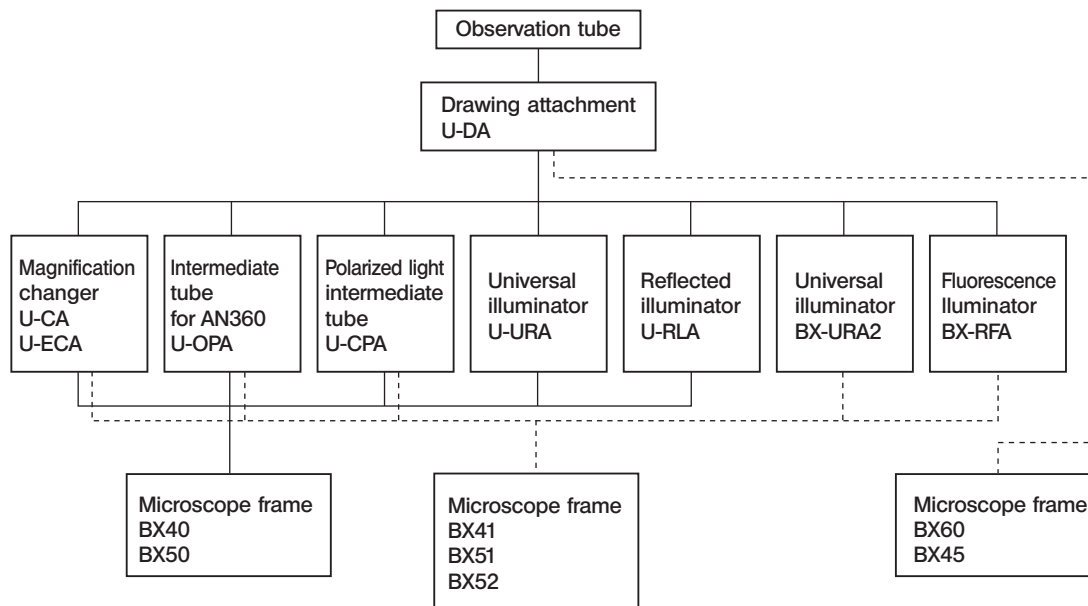 Observation tube
Drawing attachment
U-DA
Magnification
changer
U-CA
U-ECA
Intermediate
tube
for AN360
U-OPA
Polarized light
intermediate
tube
U-CPA
Universal
illuminator
U-URA
Reflected
illuminator
U-RLA
Universal
illuminator
BX-URA2
Fluorescence
lluminator
BX-RFA
Microscope frame
BX40
BX50
Microscope frame
BX41
BX51
BX52
Microscope frame
BX60
BX45